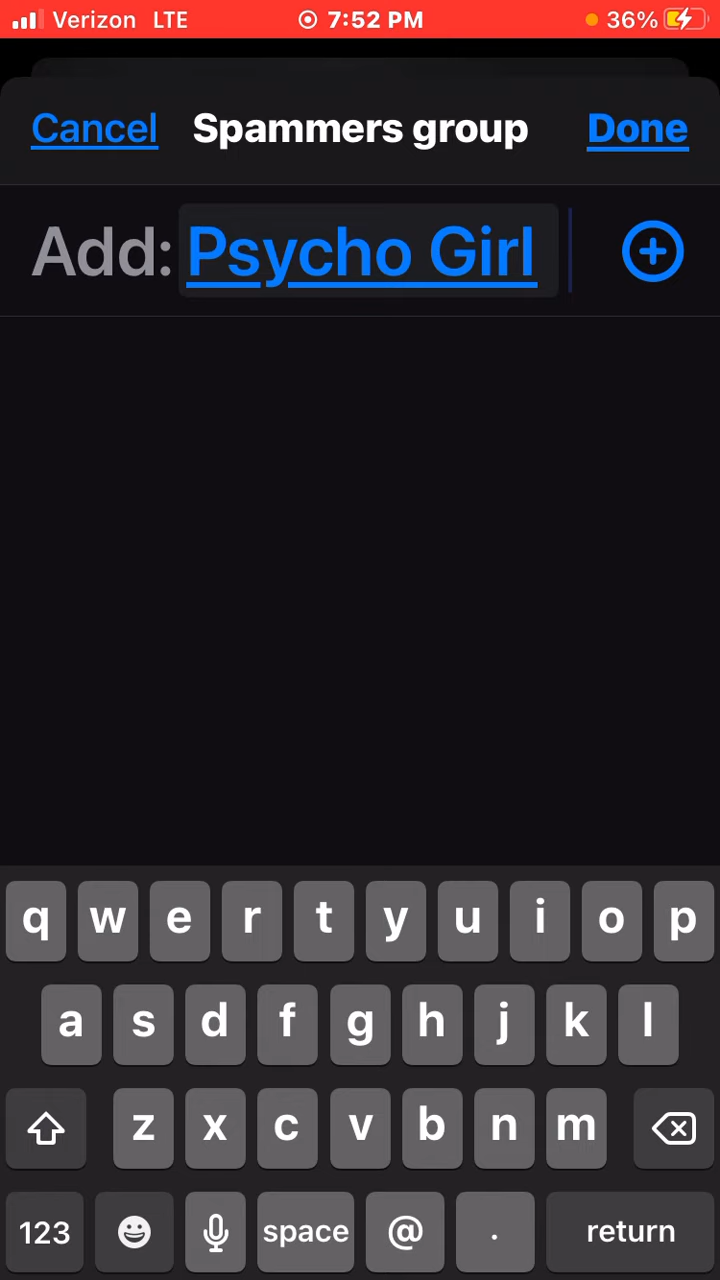 Verizon LTE 7:52 PM 36%
Cancel Spammers group Done
Add: Psycho Girl
q w e r t y u i o p
a s d f g h j k l
z x c v b n m
123 space @ . return